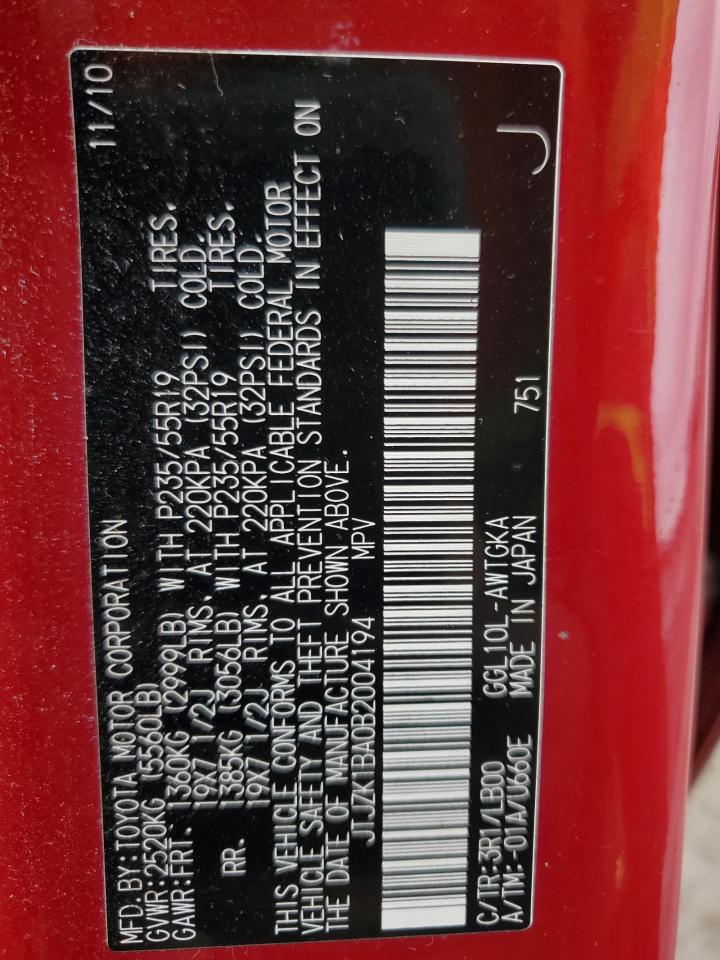 MFD. BY: TOYOTA MOTOR CORPORATION 11/10
GVWR: 2520KG (5560LB)
GAWR: FRT. 1360KG (2999LB) WITH P235/55R19 TIRES,
19X7 1/2J RIMS, AT 220KPA (32PSI) COLD.
RR. 1385KG (3056LB) WITH P235/55R19 TIRES,
19X7 1/2J RIMS, AT 220KPA (32PSI) COLD.
THIS VEHICLE CONFORMS TO ALL APPLICABLE FEDERAL MOTOR
VEHICLE SAFETY AND THEFT PREVENTION STANDARDS IN EFFECT ON
THE DATE OF MANUFACTURE SHOWN ABOVE.
JTJZK1BA0B2004194 MPV
C/TR: 3R1/LB00 GGL10L-AWTGKA 751
A/TM: -01A/U660E MADE IN JAPAN
J